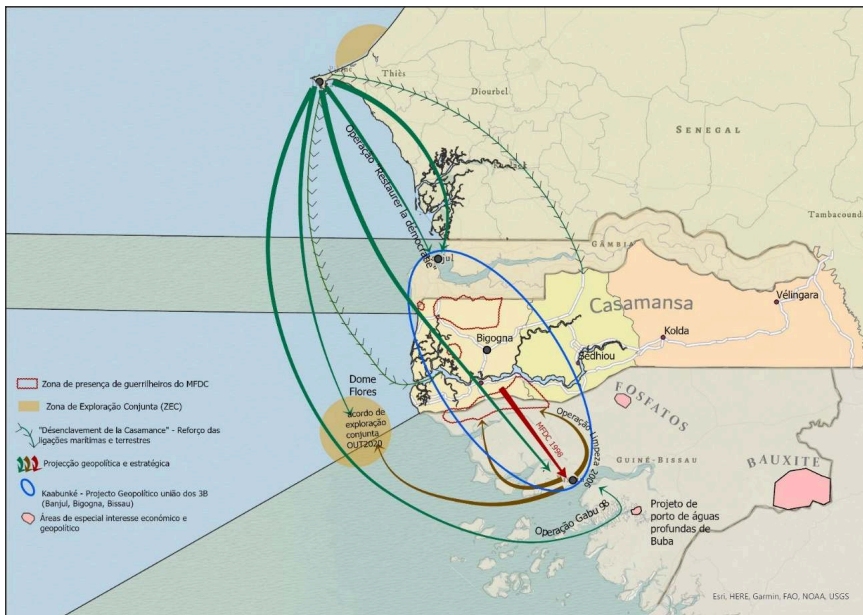 Thiès
Diourbel
SENEGAL
Tambacound
Operação "Restaurer la démocratie"
GÂMBIA
Casamansa
Vélingara
Kolda
Bigogna
Sédhiou
Dome
Flores
acordo de
exploração
conjunta
OUT2020
MFDC 1998
Operação Limpeza 2006
Operação Gabu 98
FOSFATOS
GUINÉ-BISSAU
BAUXITE
Projeto de
porto de águas
profundas de
Buba
Zona de presença de guerrilheiros do MFDC
Zona de Exploração Conjunta (ZEC)
"Désenclavement de la Casamance" - Reforço das
ligações marítimas e terrestres
Projecção geopolítica e estratégica
Kaabunké - Projecto Geopolítico união dos 3B
(Banjul, Bigogna, Bissau)
Áreas de especial interesse económico e
geopolítico
Esri, HERE, Garmin, FAO, NOAA, USGS